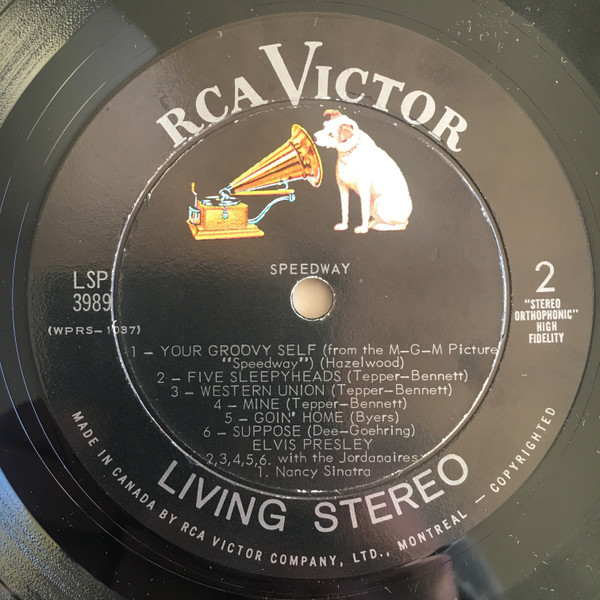 RCA VICTOR
SPEEDWAY
LSP
3989
(WPRS-1037)
2
"STEREO
ORTHOPHONIC"
HIGH
FIDELITY
1 – YOUR GROOVY SELF (from the M-G-M Picture
"Speedway") (Hazelwood)
2 – FIVE SLEEPYHEADS (Tepper-Bennett)
3 – WESTERN UNION (Tepper-Bennett)
4 – MINE (Tepper-Bennett)
5 – GOIN' HOME (Byers)
6 – SUPPOSE (Dee-Goehring)
ELVIS PRESLEY
2,3,4,5,6. with the Jordanaires
1. Nancy Sinatra
LIVING STEREO
MADE IN CANADA BY RCA VICTOR COMPANY, LTD., MONTREAL – COPYRIGHTED